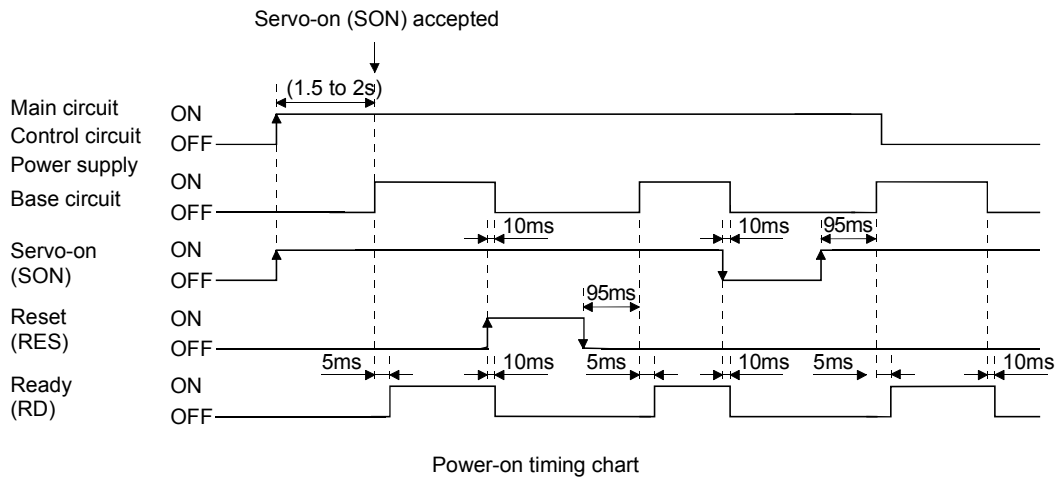 Servo-on (SON) accepted
(1.5 to 2s)
Main circuit
Control circuit
Power supply
ON
OFF
Base circuit
ON
OFF
10ms
10ms
95ms
Servo-on
(SON)
ON
OFF
95ms
Reset
(RES)
ON
OFF
5ms
10ms
5ms
10ms
5ms
10ms
Ready
(RD)
ON
OFF
Power-on timing chart